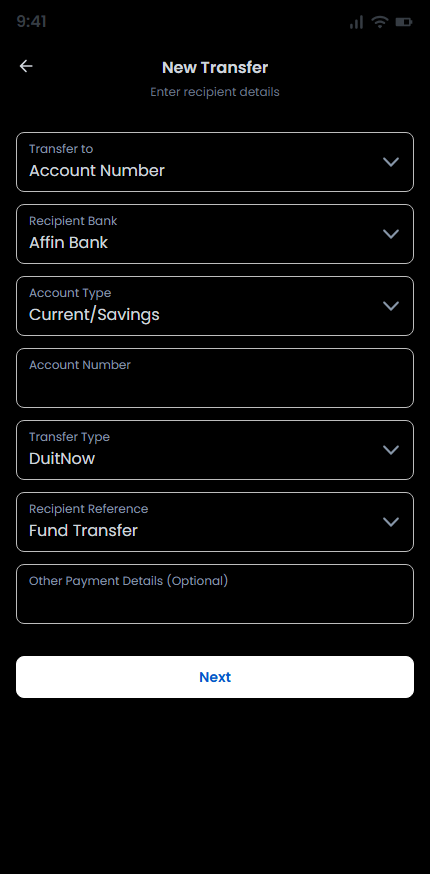 9:41
New Transfer
Enter recipient details
Transfer to
Account Number
Recipient Bank
Affin Bank
Account Type
Current/Savings
Account Number
Transfer Type
DuitNow
Recipient Reference
Fund Transfer
Other Payment Details (Optional)
Next